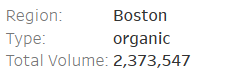 Region: Boston
Type: organic
Total Volume: 2,373,547